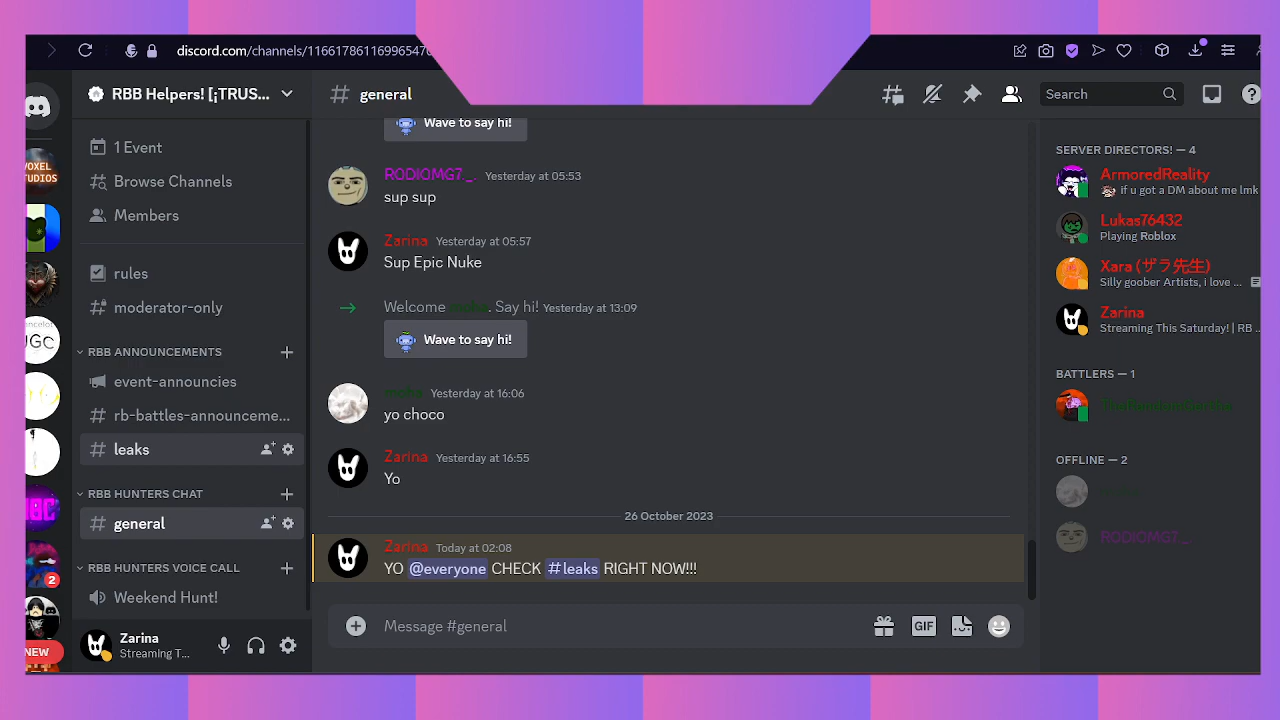 discord.com/channels/11661786116996547
RBB Helpers! [¡TRUS...
general
Search
1 Event
Browse Channels
Members
rules
moderator-only
RBB ANNOUNCEMENTS
event-announcies
rb-battles-announceme...
leaks
RBB HUNTERS CHAT
general
RBB HUNTERS VOICE CALL
Weekend Hunt!
Zarina
Streaming T...
VOXEL
STUDIOS
UGC
2
NEW
Wave to say hi!
RODIOMG7_. Yesterday at 05:53
sup sup
Zarina Yesterday at 05:57
Sup Epic Nuke
Welcome moha. Say hi! Yesterday at 13:09
Wave to say hi!
moha Yesterday at 16:06
yo choco
Zarina Yesterday at 16:55
Yo
26 October 2023
Zarina Today at 02:08
YO @everyone CHECK #leaks RIGHT NOW!!!
Message #general
GIF
SERVER DIRECTORS! — 4
ArmoredReality
If u got a DM about me lmk
Lukas76432
Playing Roblox
Xara (ザラ先生)
Silly goober Artists, i love ...
Zarina
Streaming This Saturday! | RB
BATTLERS — 1
OFFLINE — 2
RODIOMG7_.